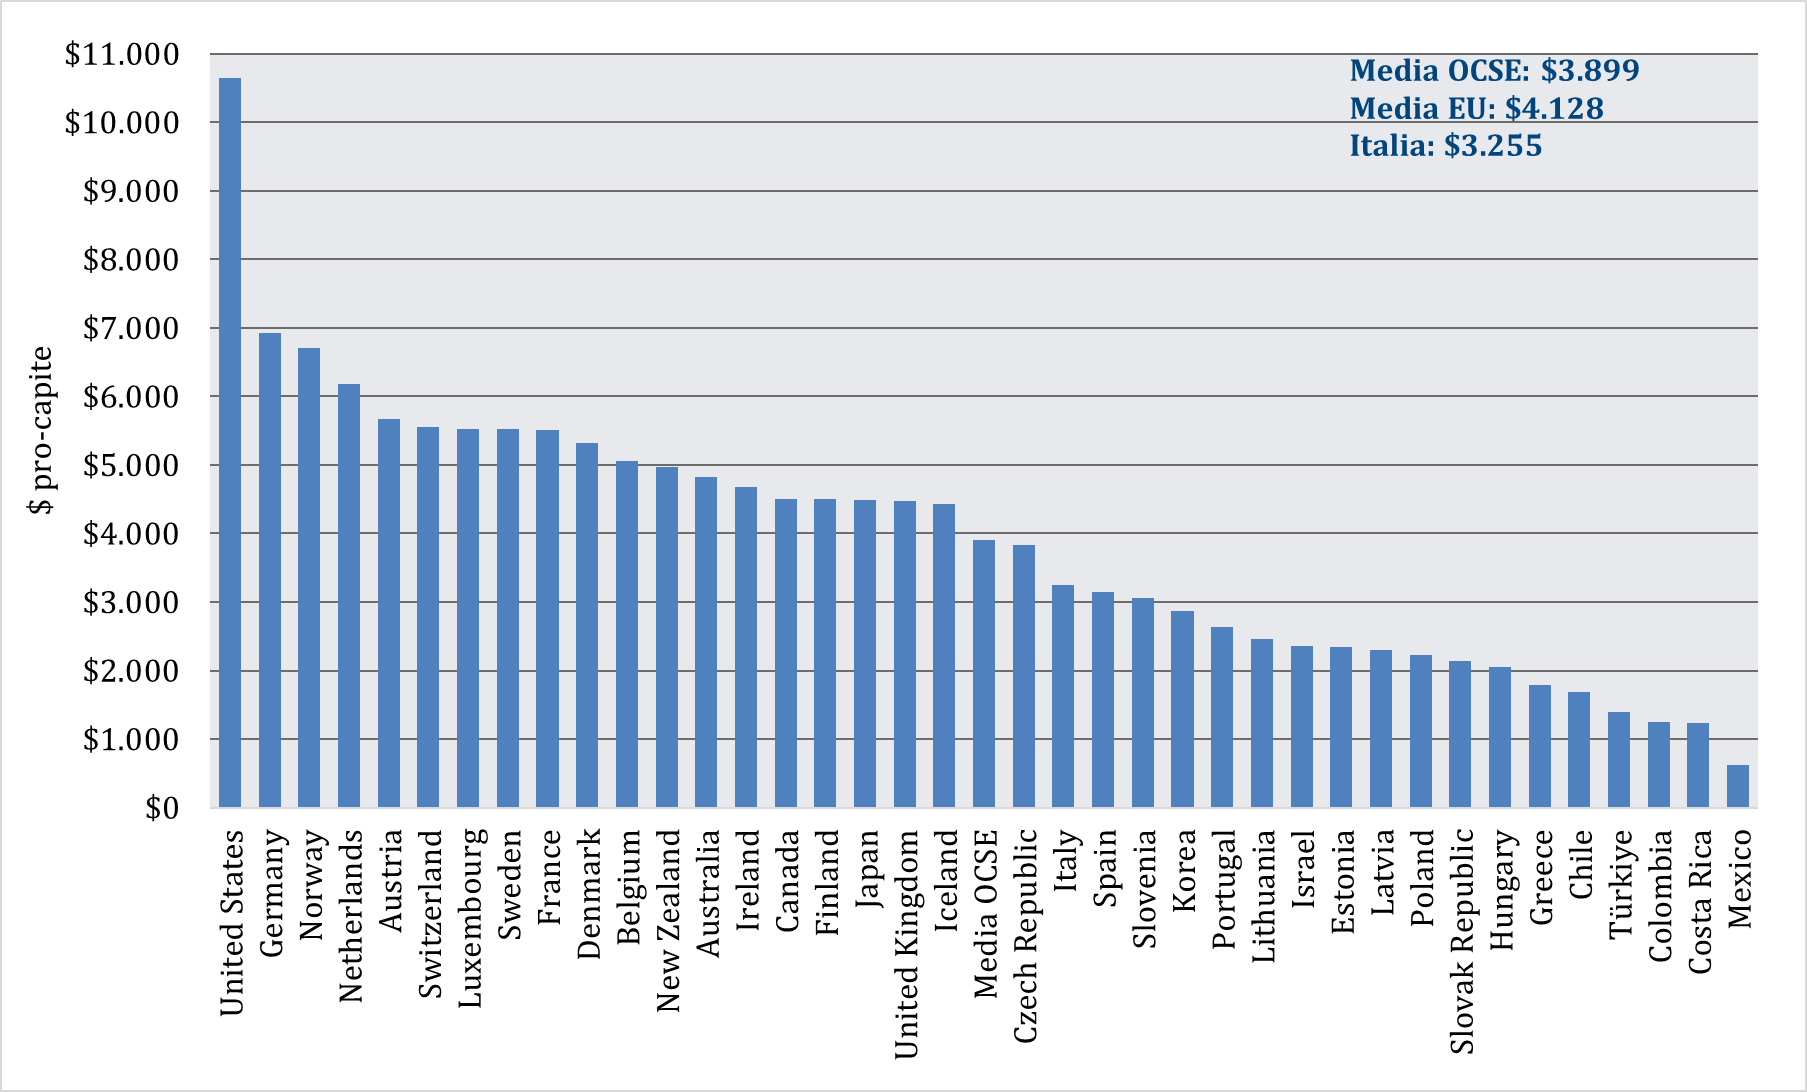 $11.000
$10.000
$9.000
$8.000
$7.000
$6.000
$5.000
$4.000
$3.000
$2.000
$1.000
$0
$ pro-capite
Media OCSE: $3.899
Media EU: $4.128
Italia: $3.255
United States
Germany
Norway
Netherlands
Austria
Switzerland
Luxembourg
Sweden
France
Denmark
Belgium
New Zealand
Australia
Ireland
Canada
Finland
Japan
United Kingdom
Iceland
Media OCSE
Czech Republic
Italy
Spain
Slovenia
Korea
Portugal
Lithuania
Israel
Estonia
Latvia
Poland
Slovak Republic
Hungary
Greece
Chile
Türkiye
Colombia
Costa Rica
Mexico